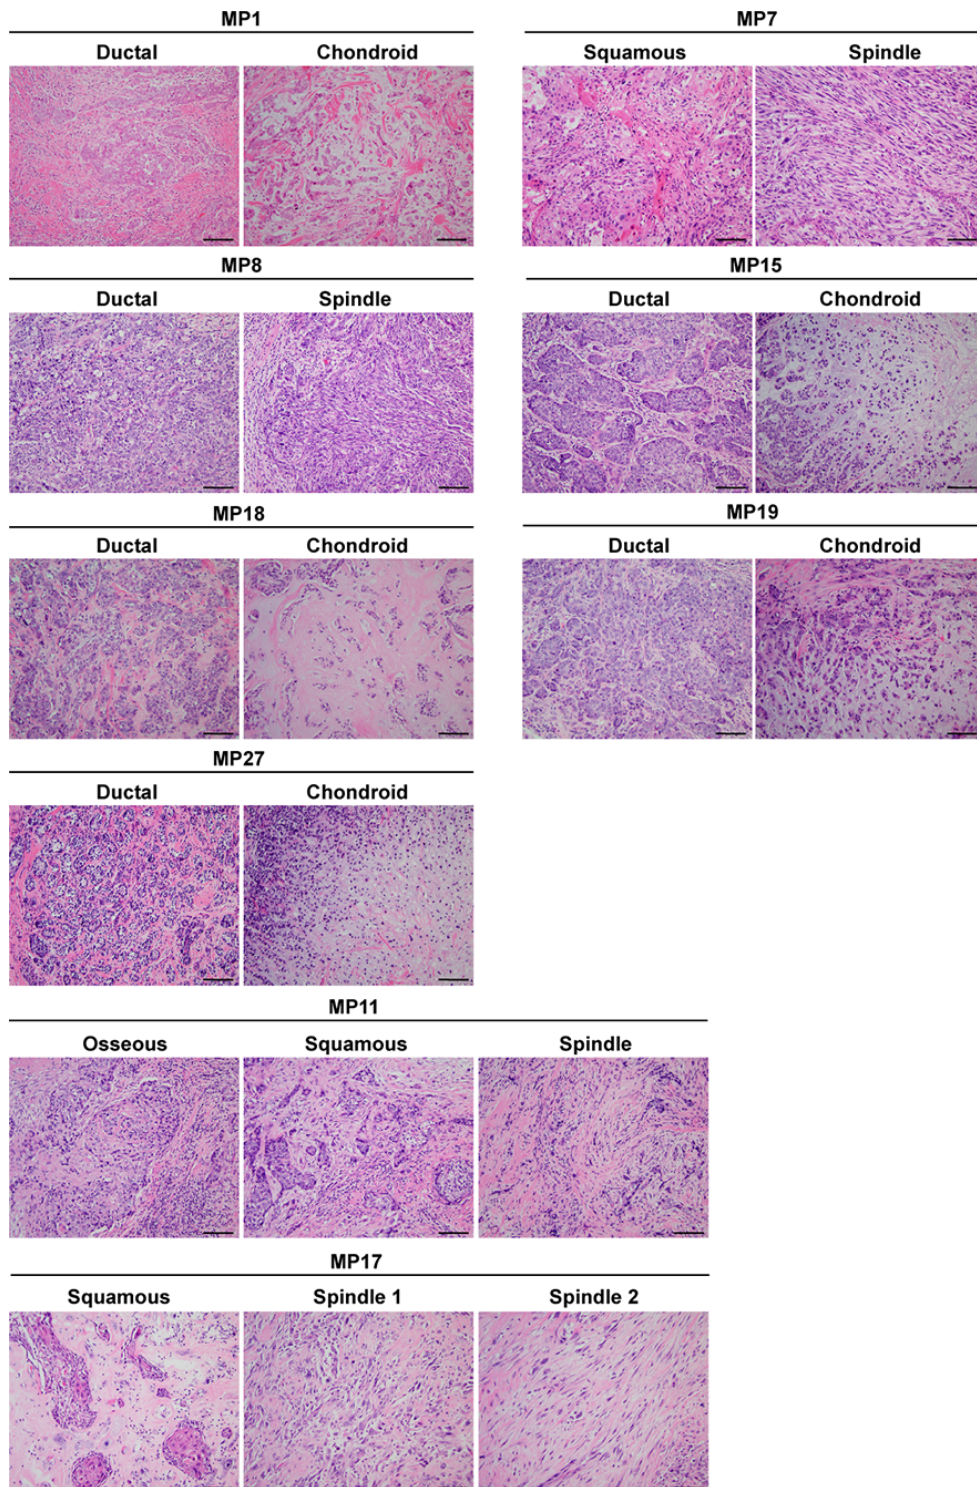 MP1
Ductal Chondroid
MP7
Squamous Spindle
MP8
Ductal Spindle
MP15
Ductal Chondroid
MP18
Ductal Chondroid
MP19
Ductal Chondroid
MP27
Ductal Chondroid
MP11
Osseous Squamous Spindle
MP17
Squamous Spindle 1 Spindle 2